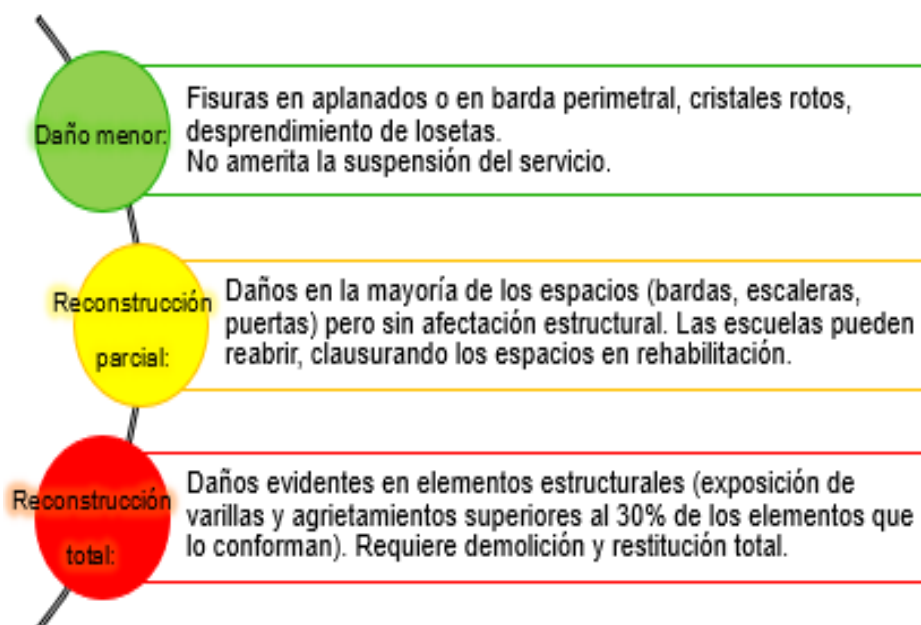 Daño menor:
Fisuras en aplanados o en barda perimetral, cristales rotos,
desprendimiento de losetas.
No amerita la suspensión del servicio.
Reconstrucción
parcial:
Daños en la mayoría de los espacios (bardas, escaleras,
puertas) pero sin afectación estructural. Las escuelas pueden
reabrir, clausurando los espacios en rehabilitación.
Reconstrucción
total:
Daños evidentes en elementos estructurales (exposición de
varillas y agrietamientos superiores al 30% de los elementos que
lo conforman). Requiere demolición y restitución total.